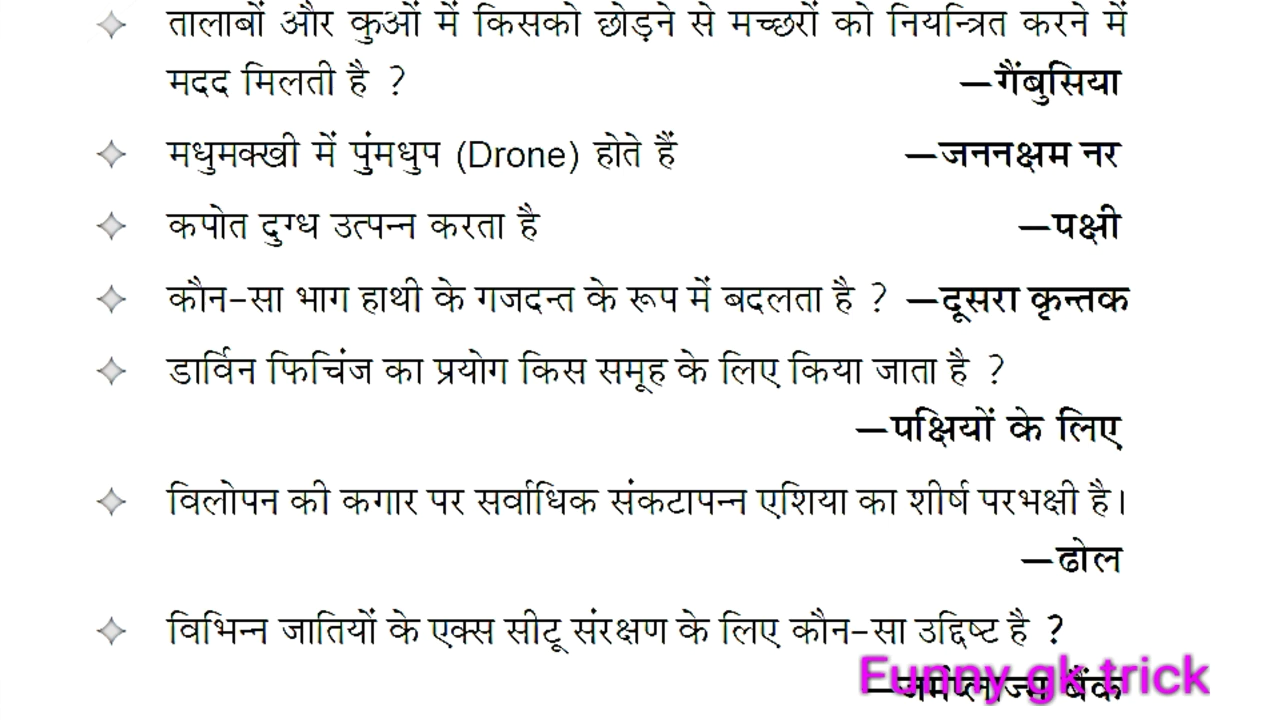 तालाबों और कुओं में किसको छोड़ने से मच्छरों को नियन्त्रित करने में
मदद मिलती है ? —गैंबुसिया
मधुमक्खी में पुंमधुप (Drone) होते हैं —जननक्षम नर
कपोत दुग्ध उत्पन्न करता है —पक्षी
कौन-सा भाग हाथी के गजदन्त के रूप में बदलता है ? —दूसरा कृन्तक
डार्विन फिचिंज का प्रयोग किस समूह के लिए किया जाता है ?
—पक्षियों के लिए
विलोपन की कगार पर सर्वाधिक संकटापन्न एशिया का शीर्ष परभक्षी है।
—ढोल
विभिन्न जातियों के एक्स सीटू संरक्षण के लिए कौन-सा उद्दिष्ट है ?
Funny gk trick
—जर्मप्लाज्म बैंक